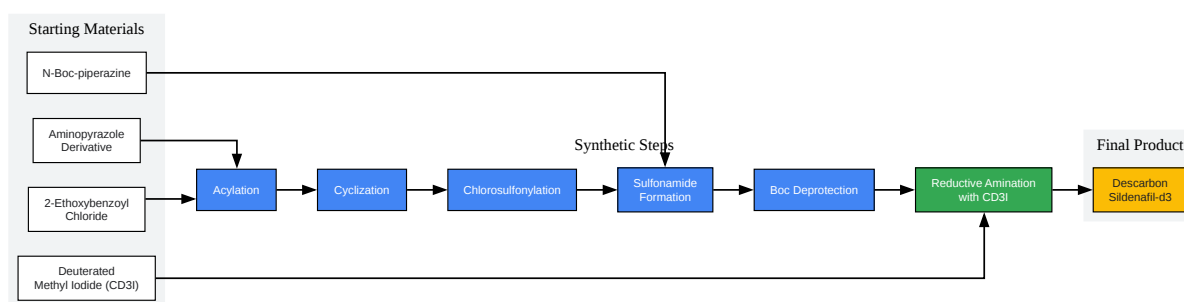 Starting Materials
N-Boc-piperazine
Aminopyrazole
Derivative
2-Ethoxybenzoyl
Chloride
Deuterated
Methyl Iodide (CD3I)
Synthetic Steps
Acylation
Cyclization
Chlorosulfonylation
Sulfonamide
Formation
Boc Deprotection
Reductive Amination
with CD3I
Final Product
Descarbon
Sildenafil-d3